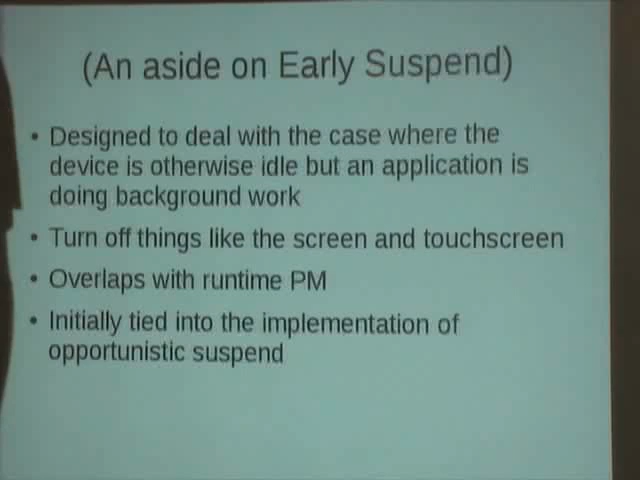 (An aside on Early Suspend)
• Designed to deal with the case where the
device is otherwise idle but an application is
doing background work
• Turn off things like the screen and touchscreen
• Overlaps with runtime PM
• Initially tied into the implementation of
opportunistic suspend